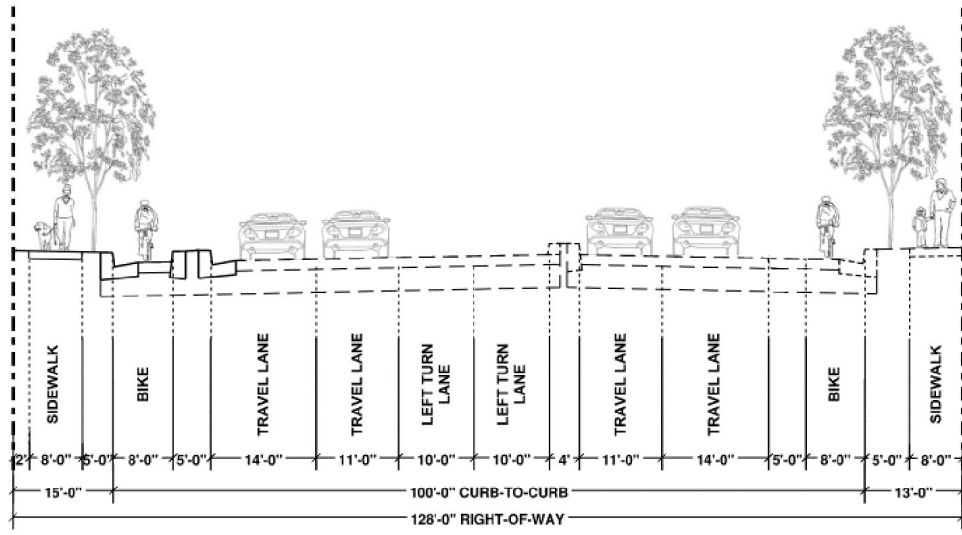 SIDEWALK
BIKE
TRAVEL LANE
TRAVEL LANE
LEFT TURN
LANE
LEFT TURN
LANE
TRAVEL LANE
TRAVEL LANE
BIKE
SIDEWALK
2' 8'-0" 5'-0" 8'-0" 5'-0" 14'-0" 11'-0" 10'-0" 10'-0" 4' 11'-0" 14'-0" 5'-0" 8'-0" 5'-0" 8'-0"
15'-0" 100'-0" CURB-TO-CURB 13'-0"
128'-0" RIGHT-OF-WAY